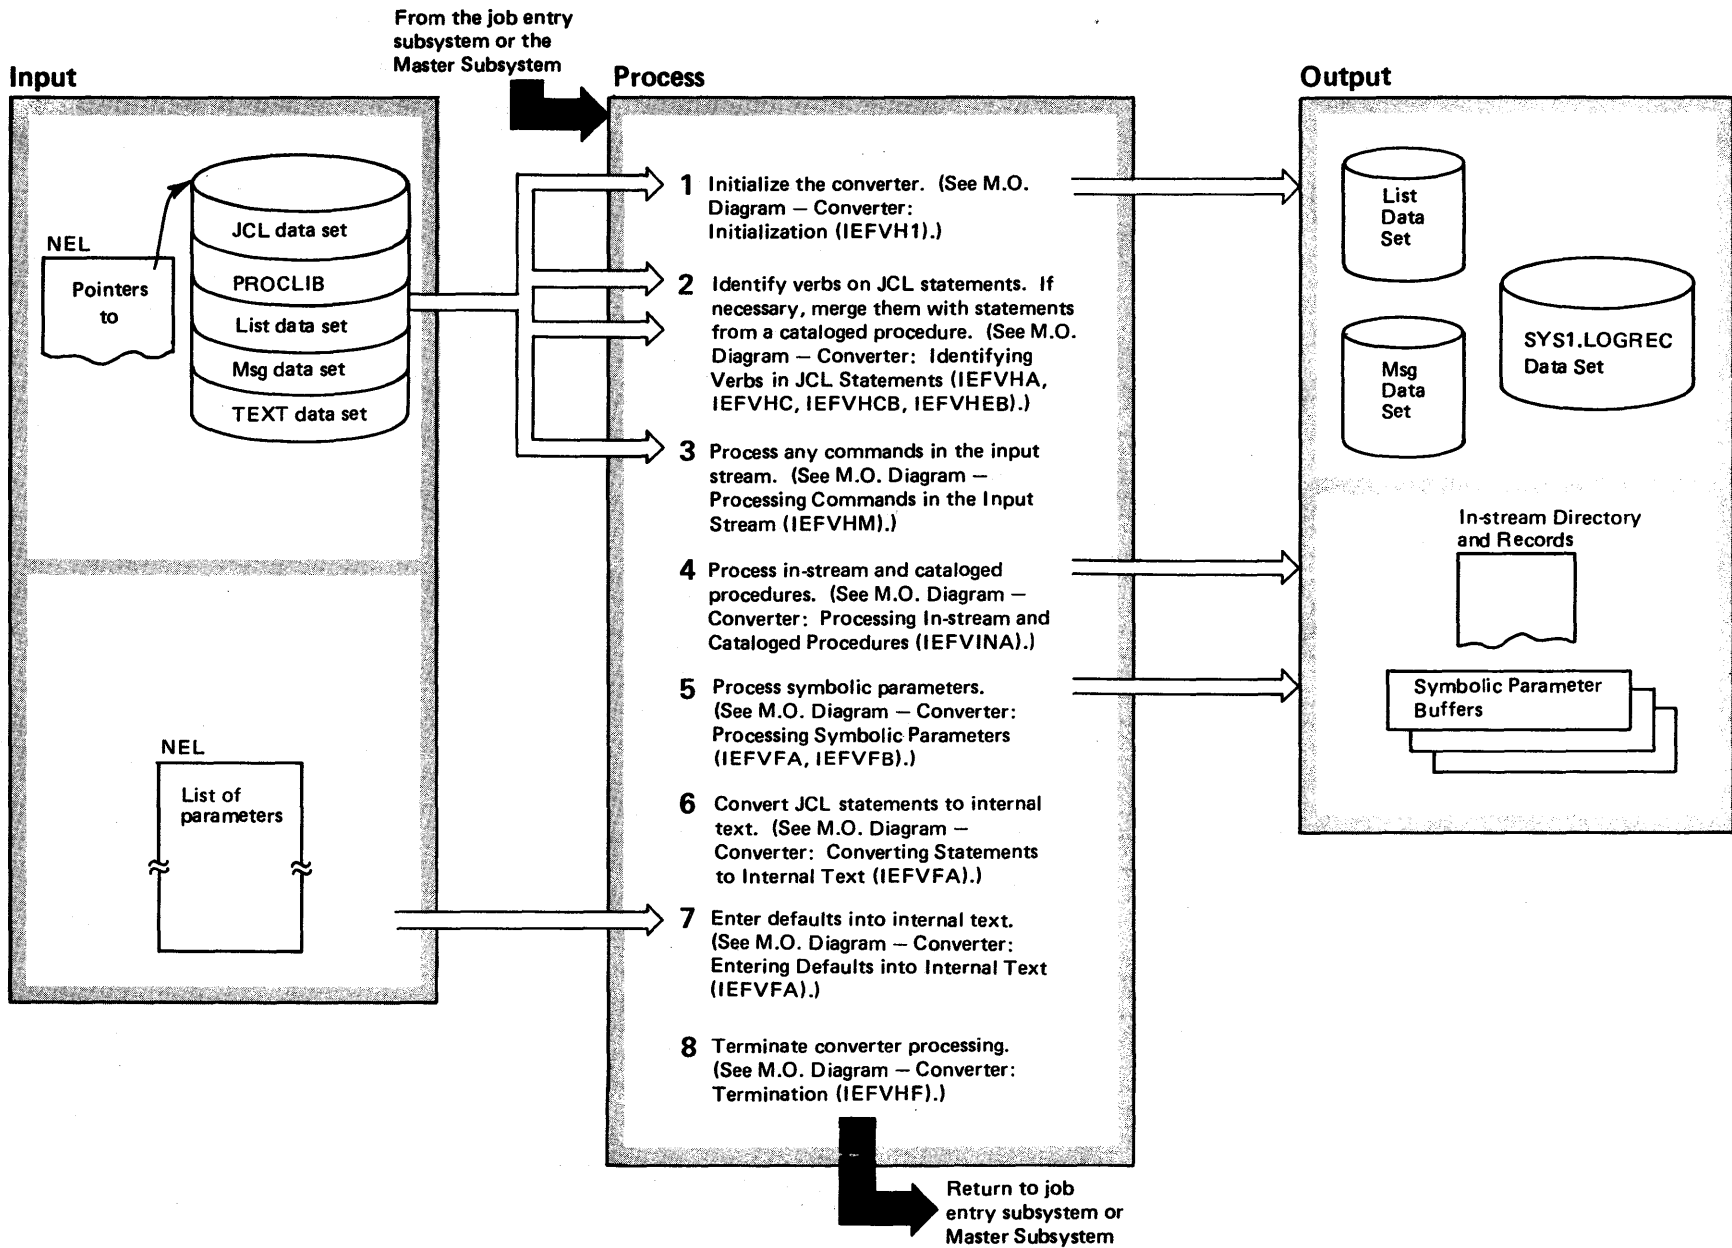 From the job entry
subsystem or the
Master Subsystem
Input
Process
Output
NEL
Pointers
to
JCL data set
PROCLIB
List data set
Msg data set
TEXT data set
NEL
List of
parameters
1 Initialize the converter. (See M.O.
Diagram — Converter:
Initialization (IEFVH1).)
2 Identify verbs on JCL statements. If
necessary, merge them with statements
from a cataloged procedure. (See M.O.
Diagram — Converter: Identifying
Verbs in JCL Statements (IEFVHA,
IEFVHC, IEFVHCB, IEFVHEB).)
3 Process any commands in the input
stream. (See M.O. Diagram —
Processing Commands in the Input
Stream (IEFVHM).)
4 Process in-stream and cataloged
procedures. (See M.O. Diagram —
Converter: Processing In-stream and
Cataloged Procedures (IEFVINA).)
5 Process symbolic parameters.
(See M.O. Diagram — Converter:
Processing Symbolic Parameters
(IEFVFA, IEFVFB).)
6 Convert JCL statements to internal
text. (See M.O. Diagram —
Converter: Converting Statements
to Internal Text (IEFVFA).)
7 Enter defaults into internal text.
(See M.O. Diagram — Converter:
Entering Defaults into Internal Text
(IEFVFA).)
8 Terminate converter processing.
(See M.O. Diagram — Converter:
Termination (IEFVHF).)
List
Data
Set
Msg
Data
Set
SYS1.LOGREC
Data Set
In-stream Directory
and Records
Symbolic Parameter
Buffers
Return to job
entry subsystem or
Master Subsystem